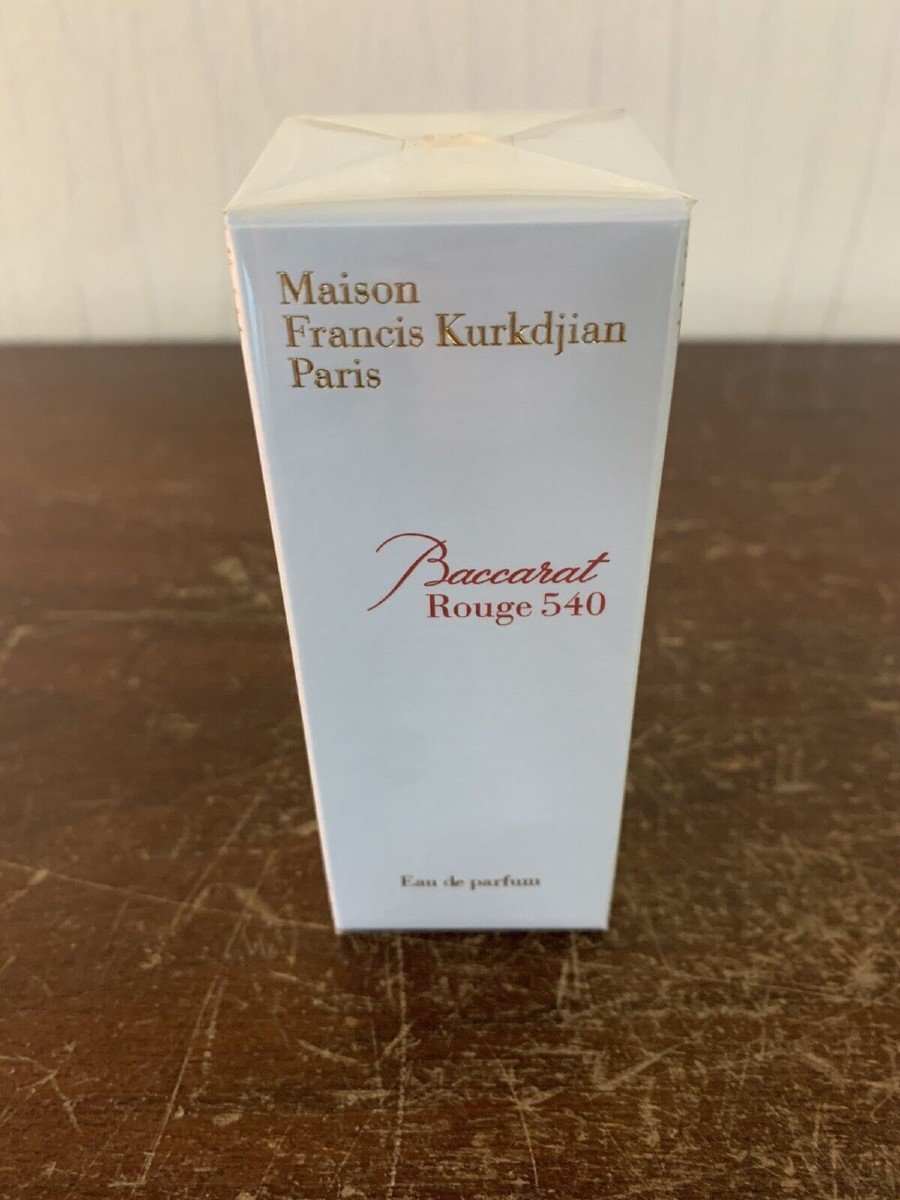 Maison
Francis Kurkdjian
Paris
Baccarat
Rouge 540
Eau de parfum